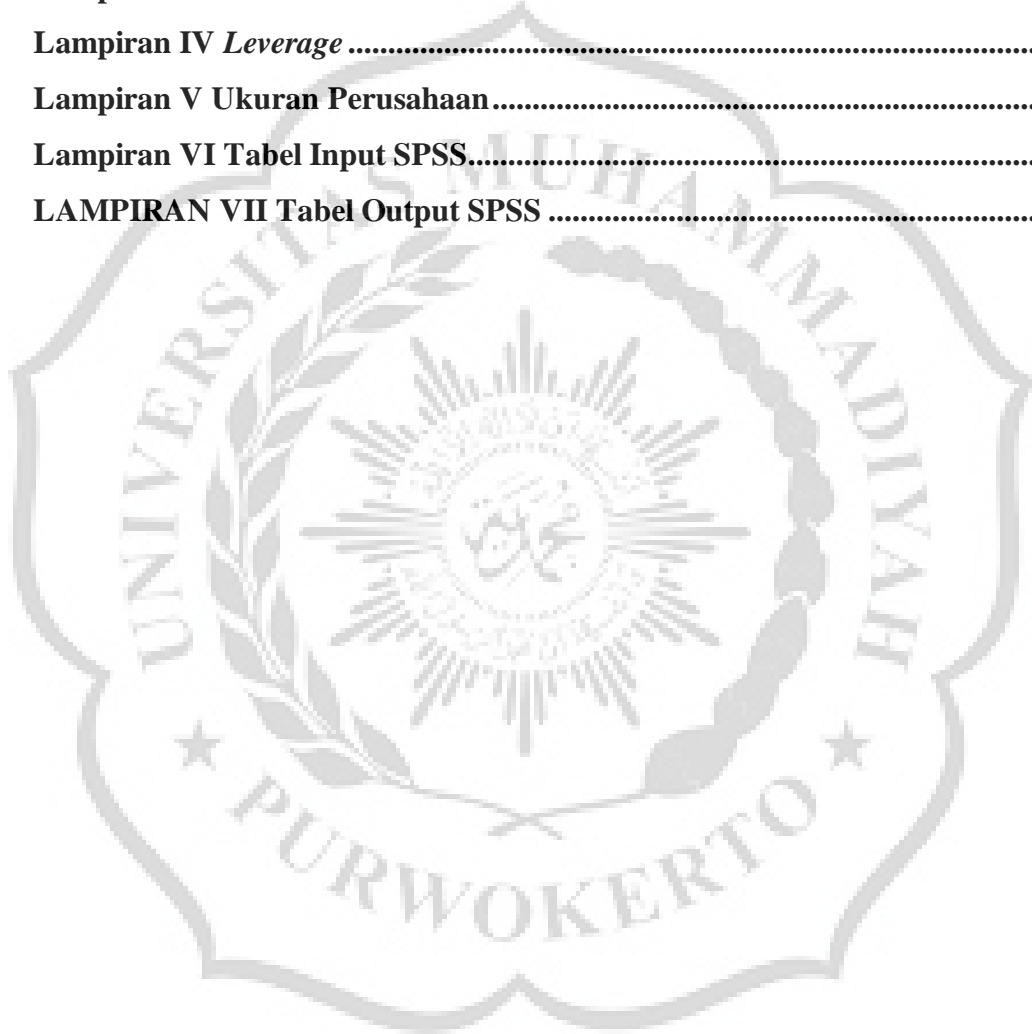 Lampiran IV Leverage ....................................................................................
Lampiran V Ukuran Perusahaan....................................................................................
Lampiran VI Tabel Input SPSS....................................................................................
LAMPIRAN VII Tabel Output SPSS ....................................................................................
UNIVERSITAS MUHAMMADIYAH
PURWOKERTO